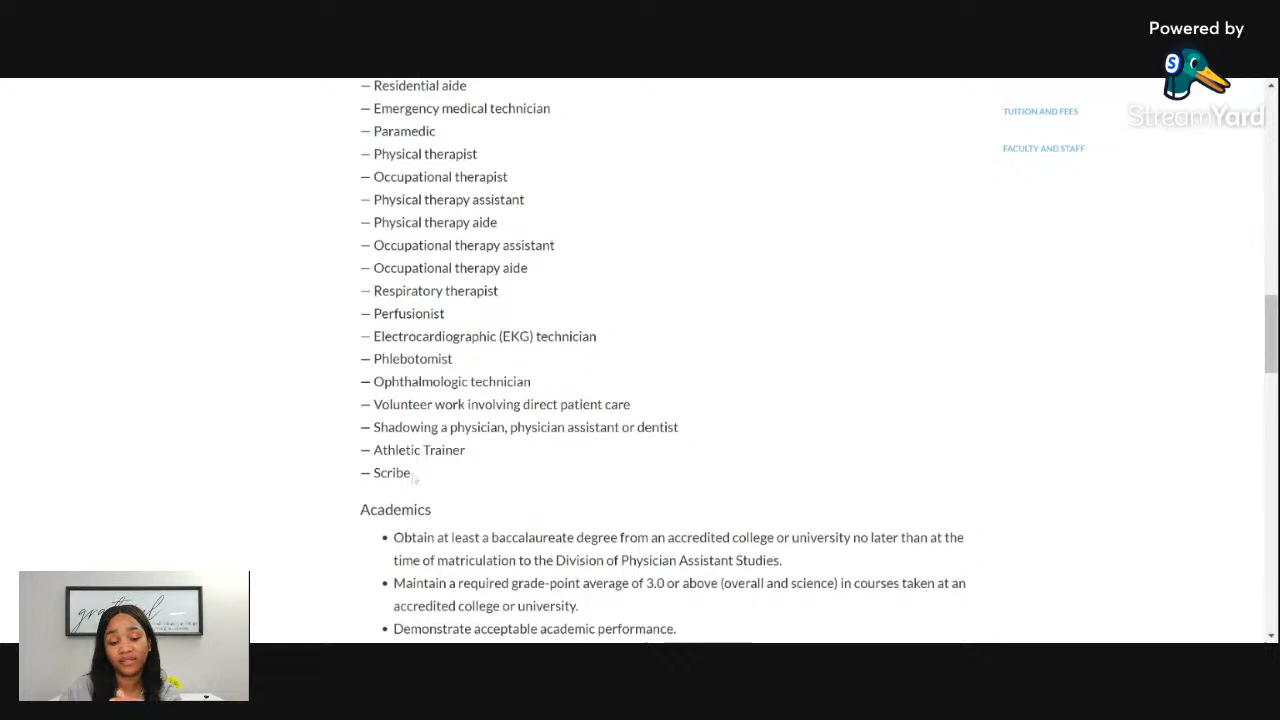 Powered by
StreamYard
— Residential aide
— Emergency medical technician
— Paramedic
— Physical therapist
— Occupational therapist
— Physical therapy assistant
— Physical therapy aide
— Occupational therapy assistant
— Occupational therapy aide
— Respiratory therapist
— Perfusionist
— Electrocardiographic (EKG) technician
— Phlebotomist
— Ophthalmologic technician
— Volunteer work involving direct patient care
— Shadowing a physician, physician assistant or dentist
— Athletic Trainer
— Scribe
Academics
• Obtain at least a baccalaureate degree from an accredited college or university no later than at the
time of matriculation to the Division of Physician Assistant Studies.
• Maintain a required grade-point average of 3.0 or above (overall and science) in courses taken at an
accredited college or university.
• Demonstrate acceptable academic performance.
TUITION AND FEES
FACULTY AND STAFF
grateful